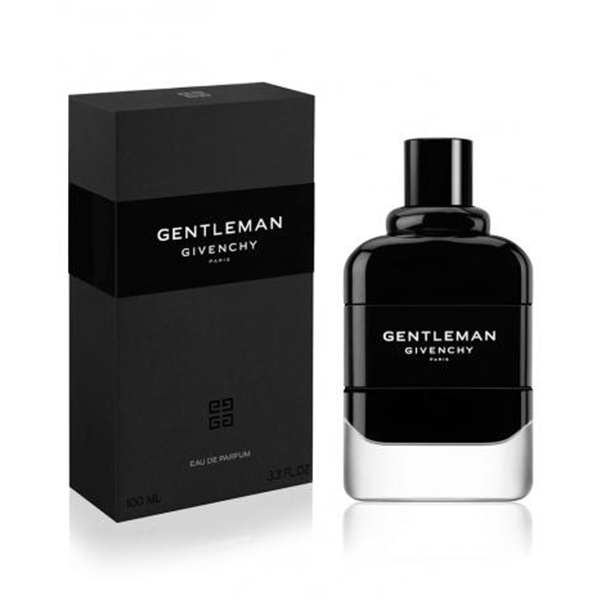 GENTLEMAN
GIVENCHY
PARIS
EAU DE PARFUM
100 ML
3.3 FL.OZ
GENTLEMAN
GIVENCHY
PARIS